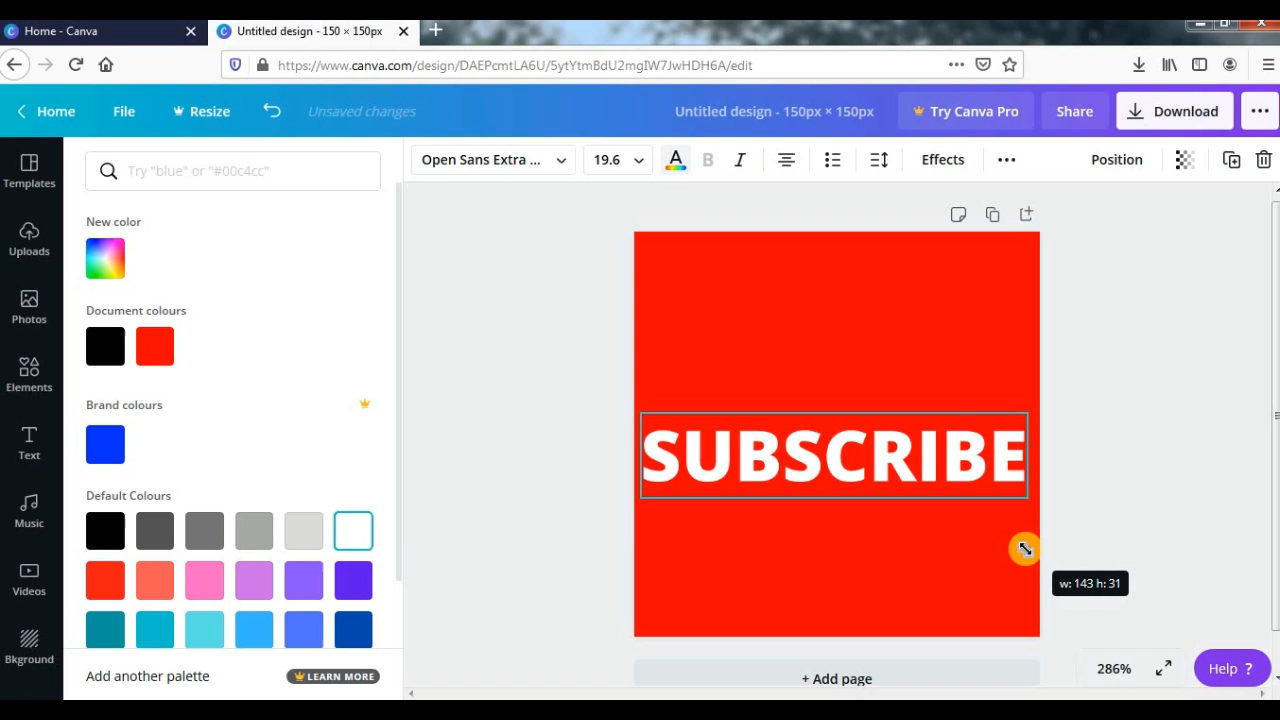 Home - Canva
Untitled design - 150 × 150px
https://www.canva.com/design/DAEPcmtLA6U/5ytYtmBdU2mgIW7JwHDH6A/edit
Home
File
Resize
Unsaved changes
Untitled design - 150px × 150px
Try Canva Pro
Share
Download
Templates
Uploads
Photos
Elements
Text
Music
Videos
Bkground
Try "blue" or "#00c4cc"
New color
Document colours
Brand colours
Default Colours
Add another palette
LEARN MORE
Open Sans Extra ...
19.6
A
B
I
Effects
Position
SUBSCRIBE
w: 143 h: 31
+ Add page
286%
Help ?